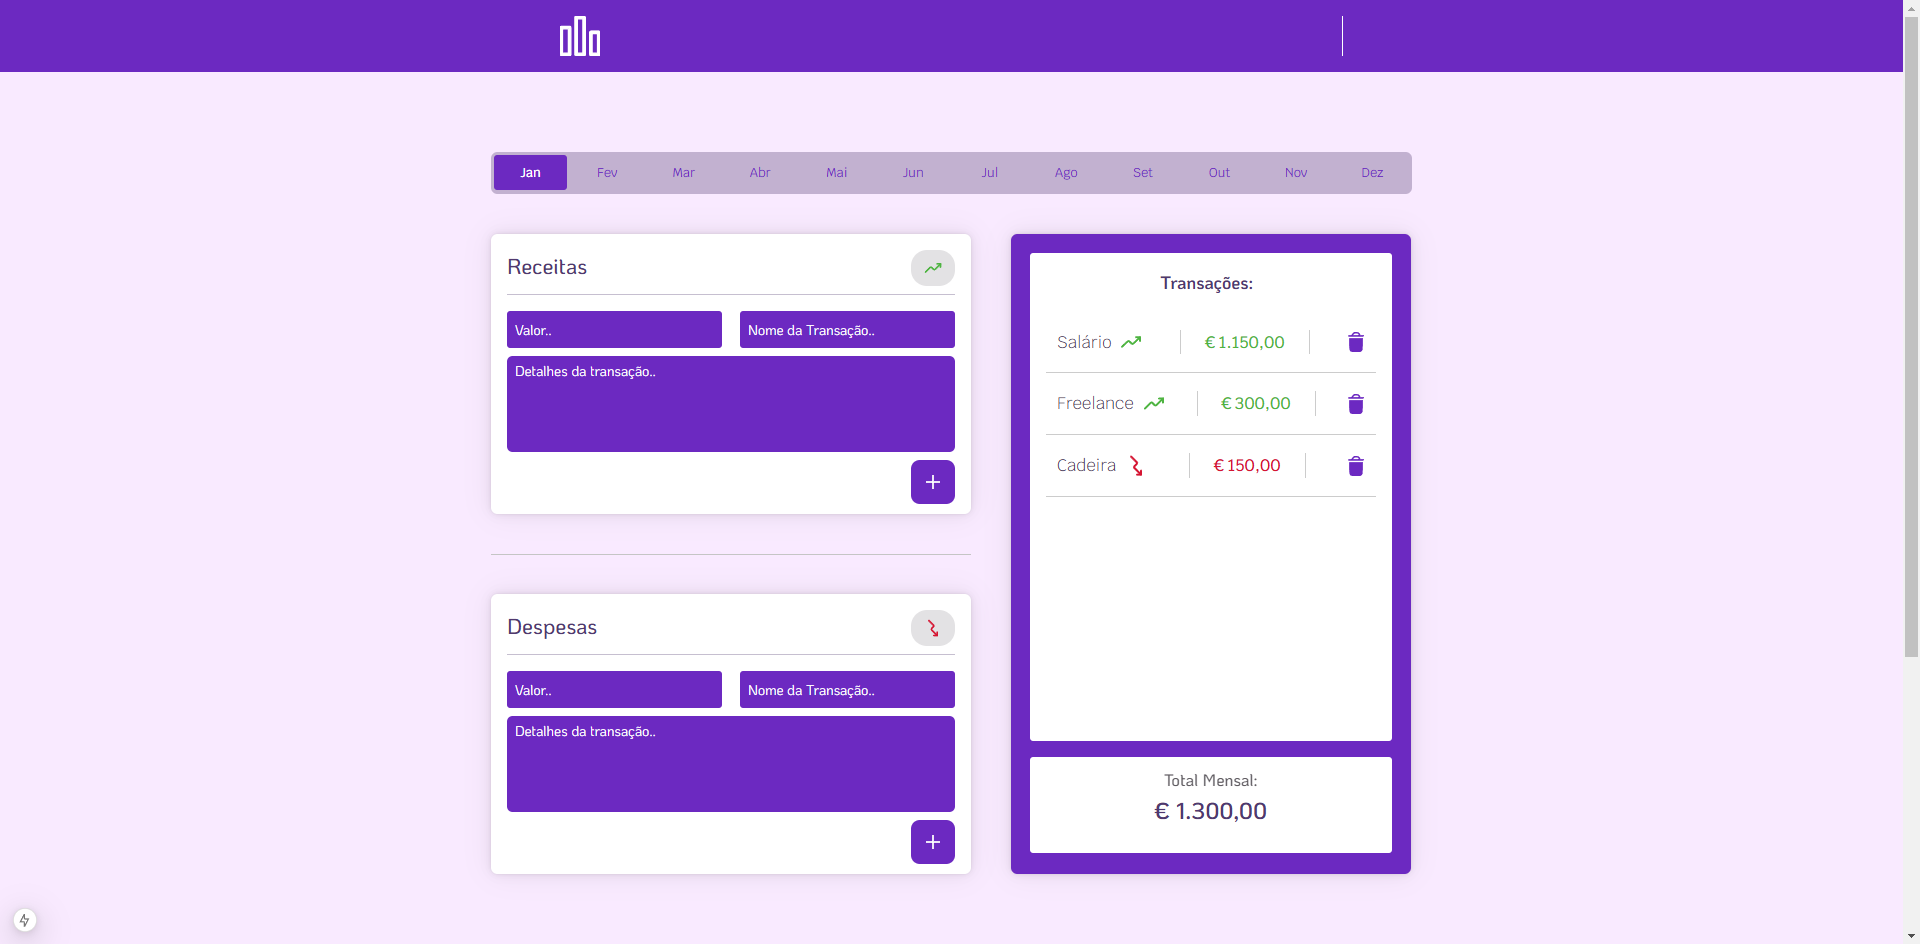 Jan Fev Mar Abr Mai Jun Jul Ago Set Out Nov Dez
Receitas
Valor.. Nome da Transação..
Detalhes da transação..
+
Despesas
Valor.. Nome da Transação..
Detalhes da transação..
+
Transações:
Salário € 1.150,00
Freelance € 300,00
Cadeira € 150,00
Total Mensal:
€ 1.300,00